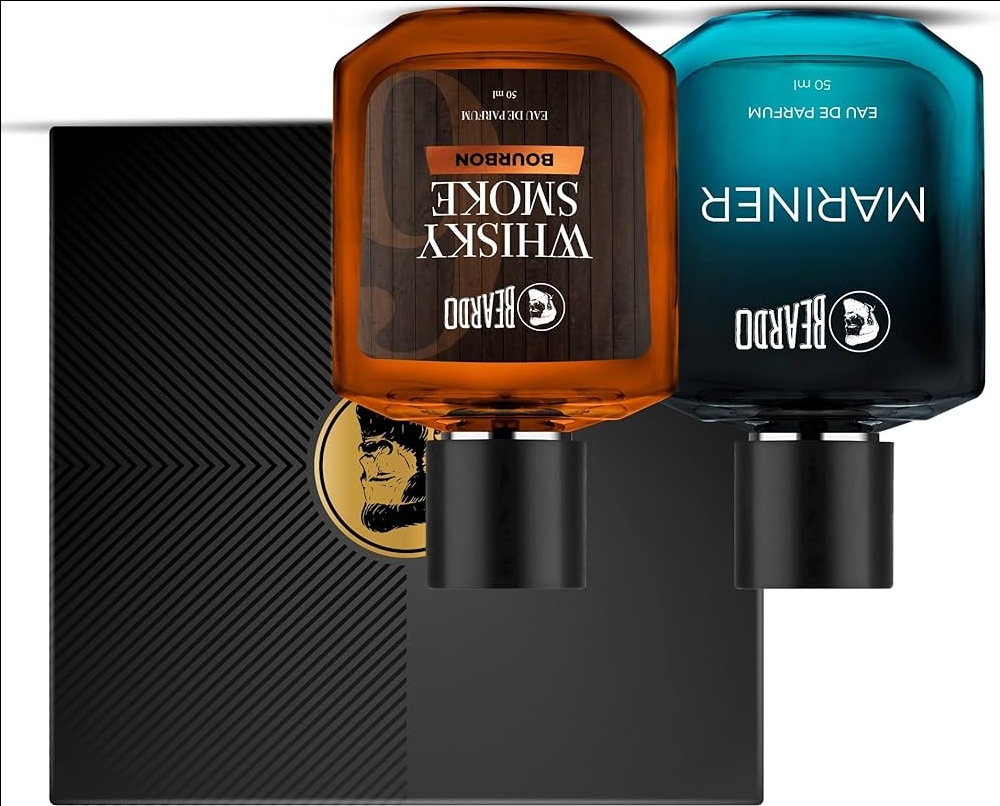 BEARDO
WHISKY
SMOKE
BOURBON
EAU DE PARFUM
50 ml
BEARDO
MARINER
EAU DE PARFUM
50 ml